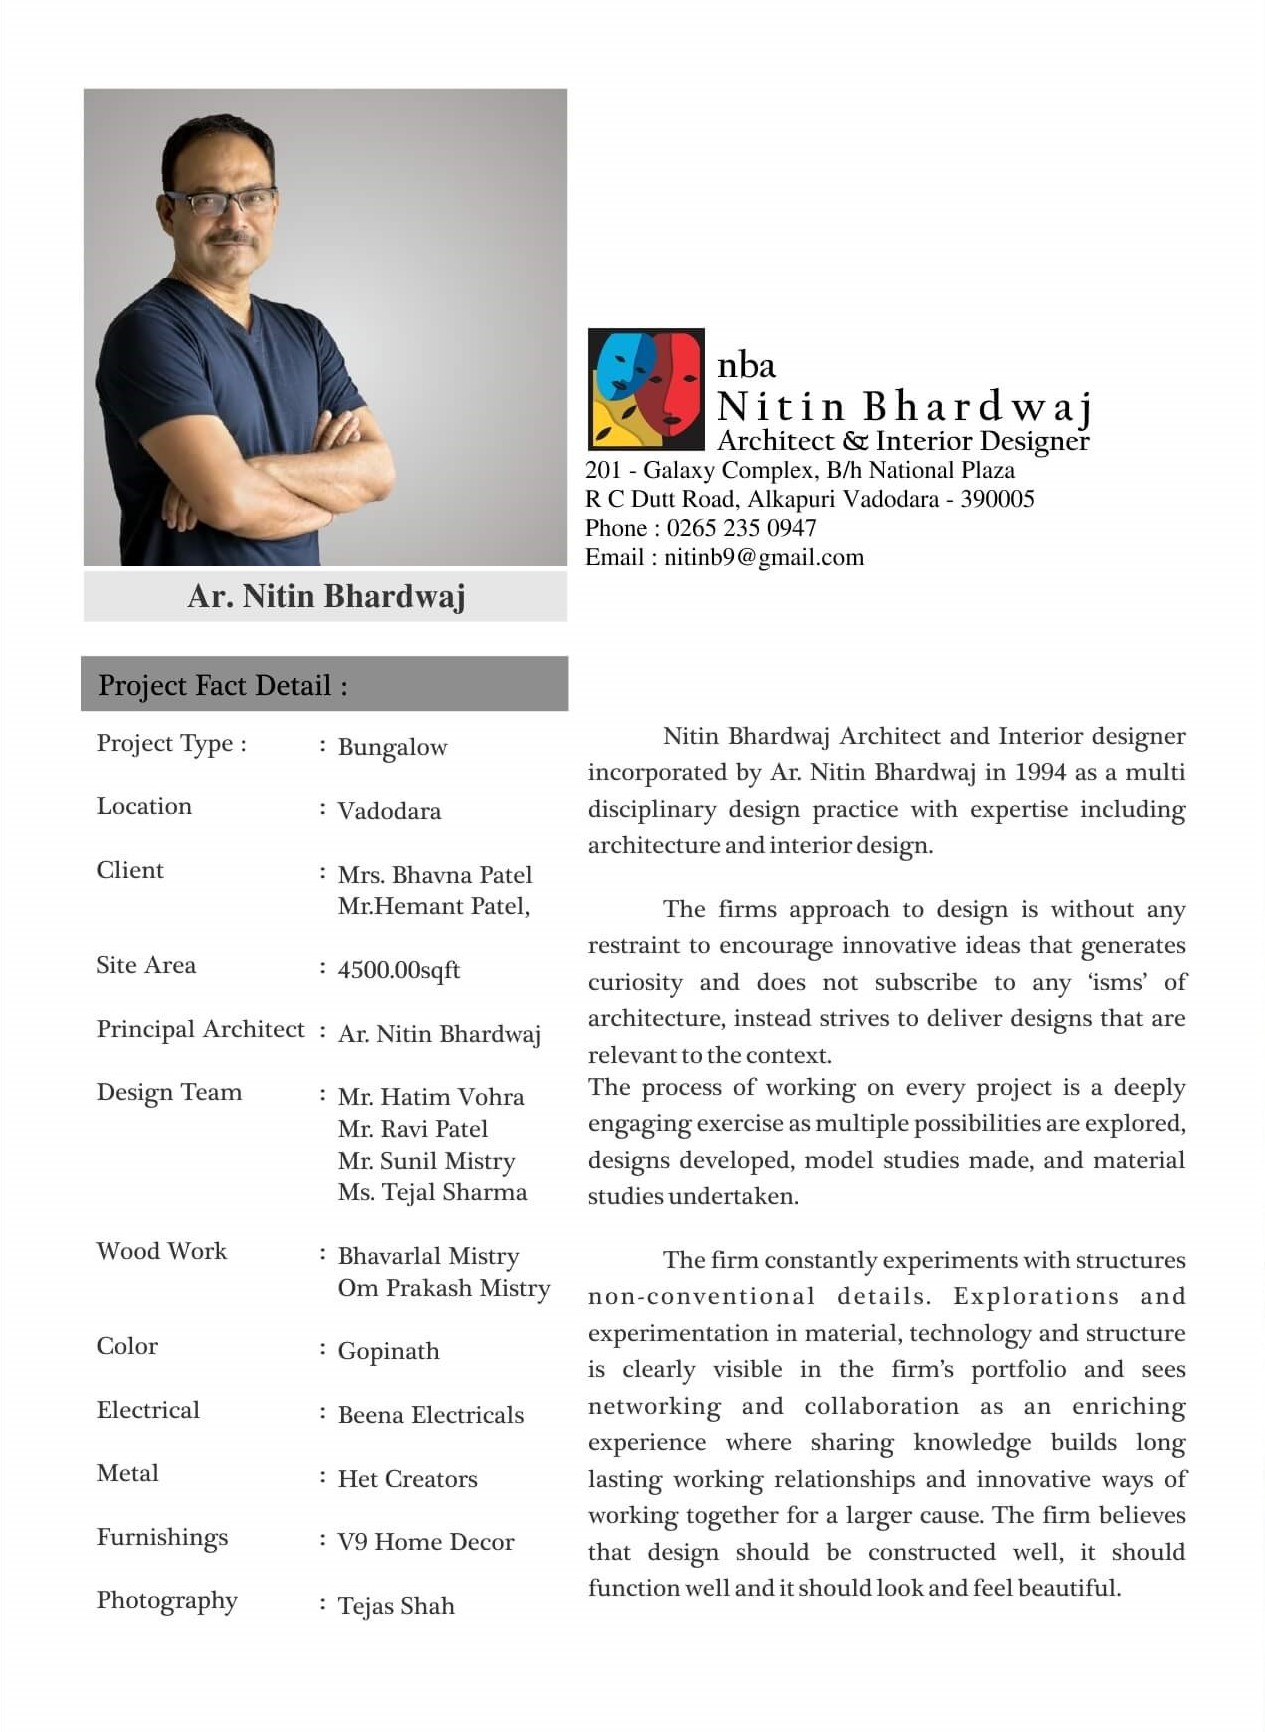 nba
Nitin Bhardwaj
Architect & Interior Designer
201 - Galaxy Complex, B/h National Plaza
R C Dutt Road, Alkapuri Vadodara - 390005
Phone : 0265 235 0947
Email : nitinb9@gmail.com
Ar. Nitin Bhardwaj
Project Fact Detail :
Project Type : : Bungalow
Location : Vadodara
Client : Mrs. Bhavna Patel
Mr.Hemant Patel,
Site Area : 4500.00sqft
Principal Architect : Ar. Nitin Bhardwaj
Design Team : Mr. Hatim Vohra
Mr. Ravi Patel
Mr. Sunil Mistry
Ms. Tejal Sharma
Wood Work : Bhavarlal Mistry
Om Prakash Mistry
Color : Gopinath
Electrical : Beena Electricals
Metal : Het Creators
Furnishings : V9 Home Decor
Photography : Tejas Shah
Nitin Bhardwaj Architect and Interior designer
incorporated by Ar. Nitin Bhardwaj in 1994 as a multi
disciplinary design practice with expertise including
architecture and interior design.
The firms approach to design is without any
restraint to encourage innovative ideas that generates
curiosity and does not subscribe to any ‘isms’ of
architecture, instead strives to deliver designs that are
relevant to the context.
The process of working on every project is a deeply
engaging exercise as multiple possibilities are explored,
designs developed, model studies made, and material
studies undertaken.
The firm constantly experiments with structures
non-conventional details. Explorations and
experimentation in material, technology and structure
is clearly visible in the firm’s portfolio and sees
networking and collaboration as an enriching
experience where sharing knowledge builds long
lasting working relationships and innovative ways of
working together for a larger cause. The firm believes
that design should be constructed well, it should
function well and it should look and feel beautiful.